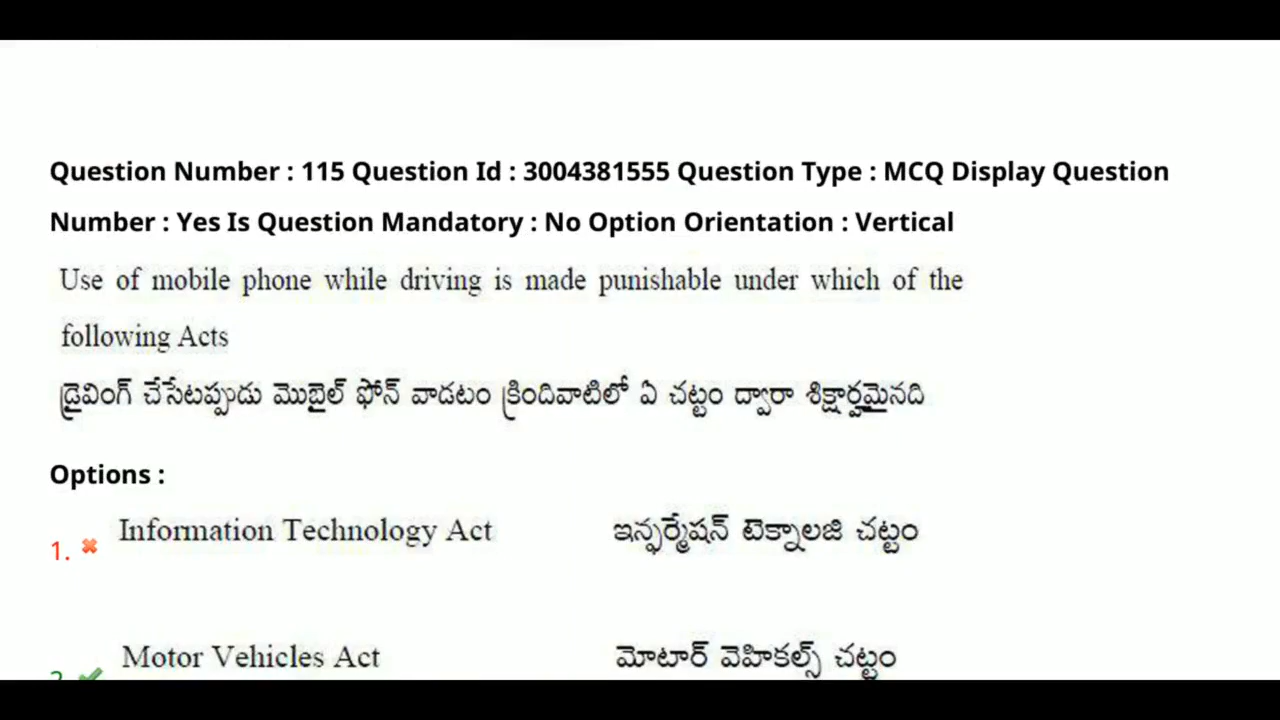 Question Number : 115 Question Id : 3004381555 Question Type : MCQ Display Question
Number : Yes Is Question Mandatory : No Option Orientation : Vertical
Use of mobile phone while driving is made punishable under which of the
following Acts
డ్రైవింగ్ చేసేటప్పుడు మొబైల్ ఫోన్ వాడటం క్రిందివాటిలో ఏ చట్టం ద్వారా శిక్షార్హమైనది
Options :
1. Information Technology Act ఇన్ఫర్మేషన్ టెక్నాలజి చట్టం
2. Motor Vehicles Act మోటార్ వెహికల్స్ చట్టం